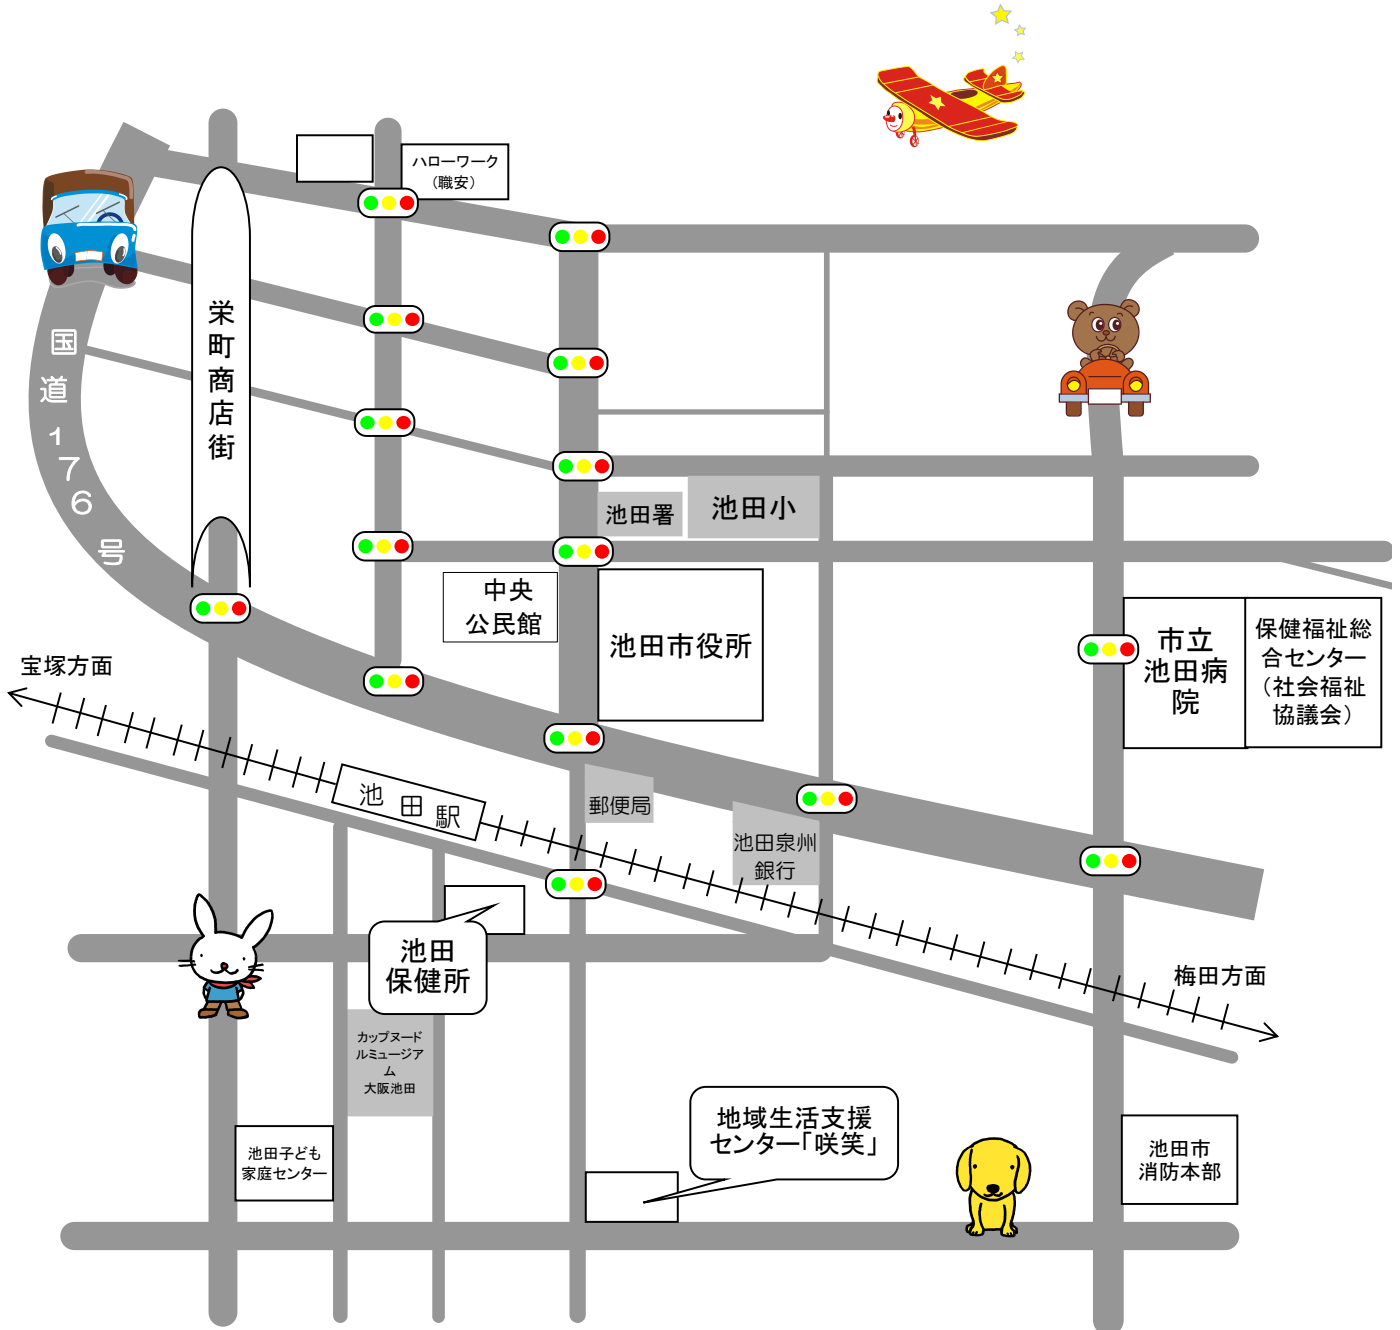 ハローワーク
（職安）
栄町商店街
国道１７６号
池田署
池田小
中央
公民館
池田市役所
市立
池田病
院
保健福祉総
合センター
（社会福祉
協議会）
宝塚方面
池田駅
郵便局
池田泉州
銀行
池田
保健所
梅田方面
カップヌード
ルミュージア
ム
大阪池田
地域生活支援
センター「咲笑」
池田子ども
家庭センター
池田市
消防本部